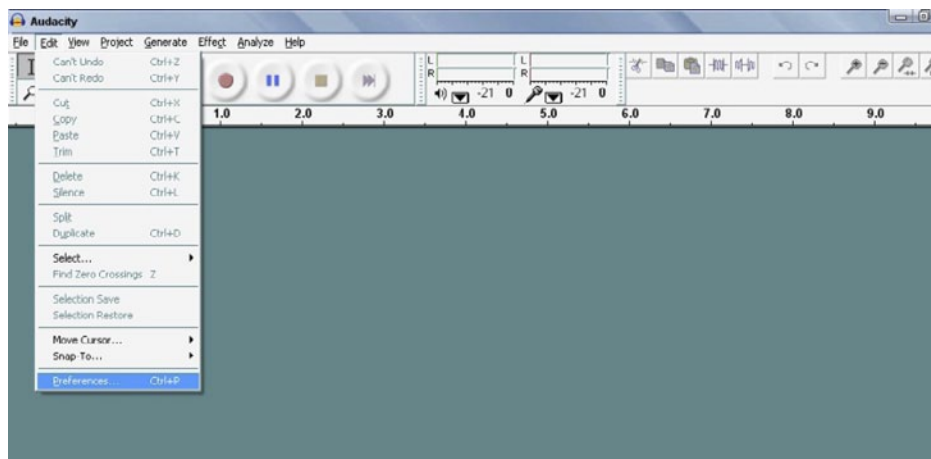 Audacity
File Edit View Project Generate Effect Analyze Help
Can't Undo Ctrl+Z
Can't Redo Ctrl+Y
Cut Ctrl+X
Copy Ctrl+C
Paste Ctrl+V
Trim Ctrl+T
Delete Ctrl+K
Silence Ctrl+L
Split
Duplicate Ctrl+D
Select...
Find Zero Crossings Z
Selection Save
Selection Restore
Move Cursor...
Snap To...
Preferences... Ctrl+P
L L
R R
-21 0 -21 0
1.0 2.0 3.0 4.0 5.0 6.0 7.0 8.0 9.0